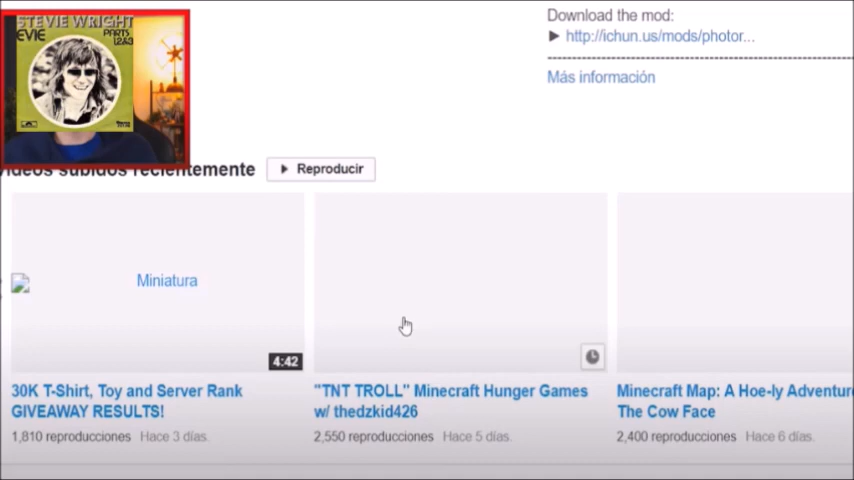 STEVIE WRIGHT
EVIE PARTS
1,2&3
Download the mod:
► http://ichun.us/mods/photor...
Más información
videos subidos recientemente
Reproducir
Miniatura
4:42
30K T-Shirt, Toy and Server Rank
GIVEAWAY RESULTS!
1,810 reproducciones Hace 3 días.
"TNT TROLL" Minecraft Hunger Games
w/ thedzkid426
2,550 reproducciones Hace 5 días.
Minecraft Map: A Hoe-ly Adventure
The Cow Face
2,400 reproducciones Hace 6 días.